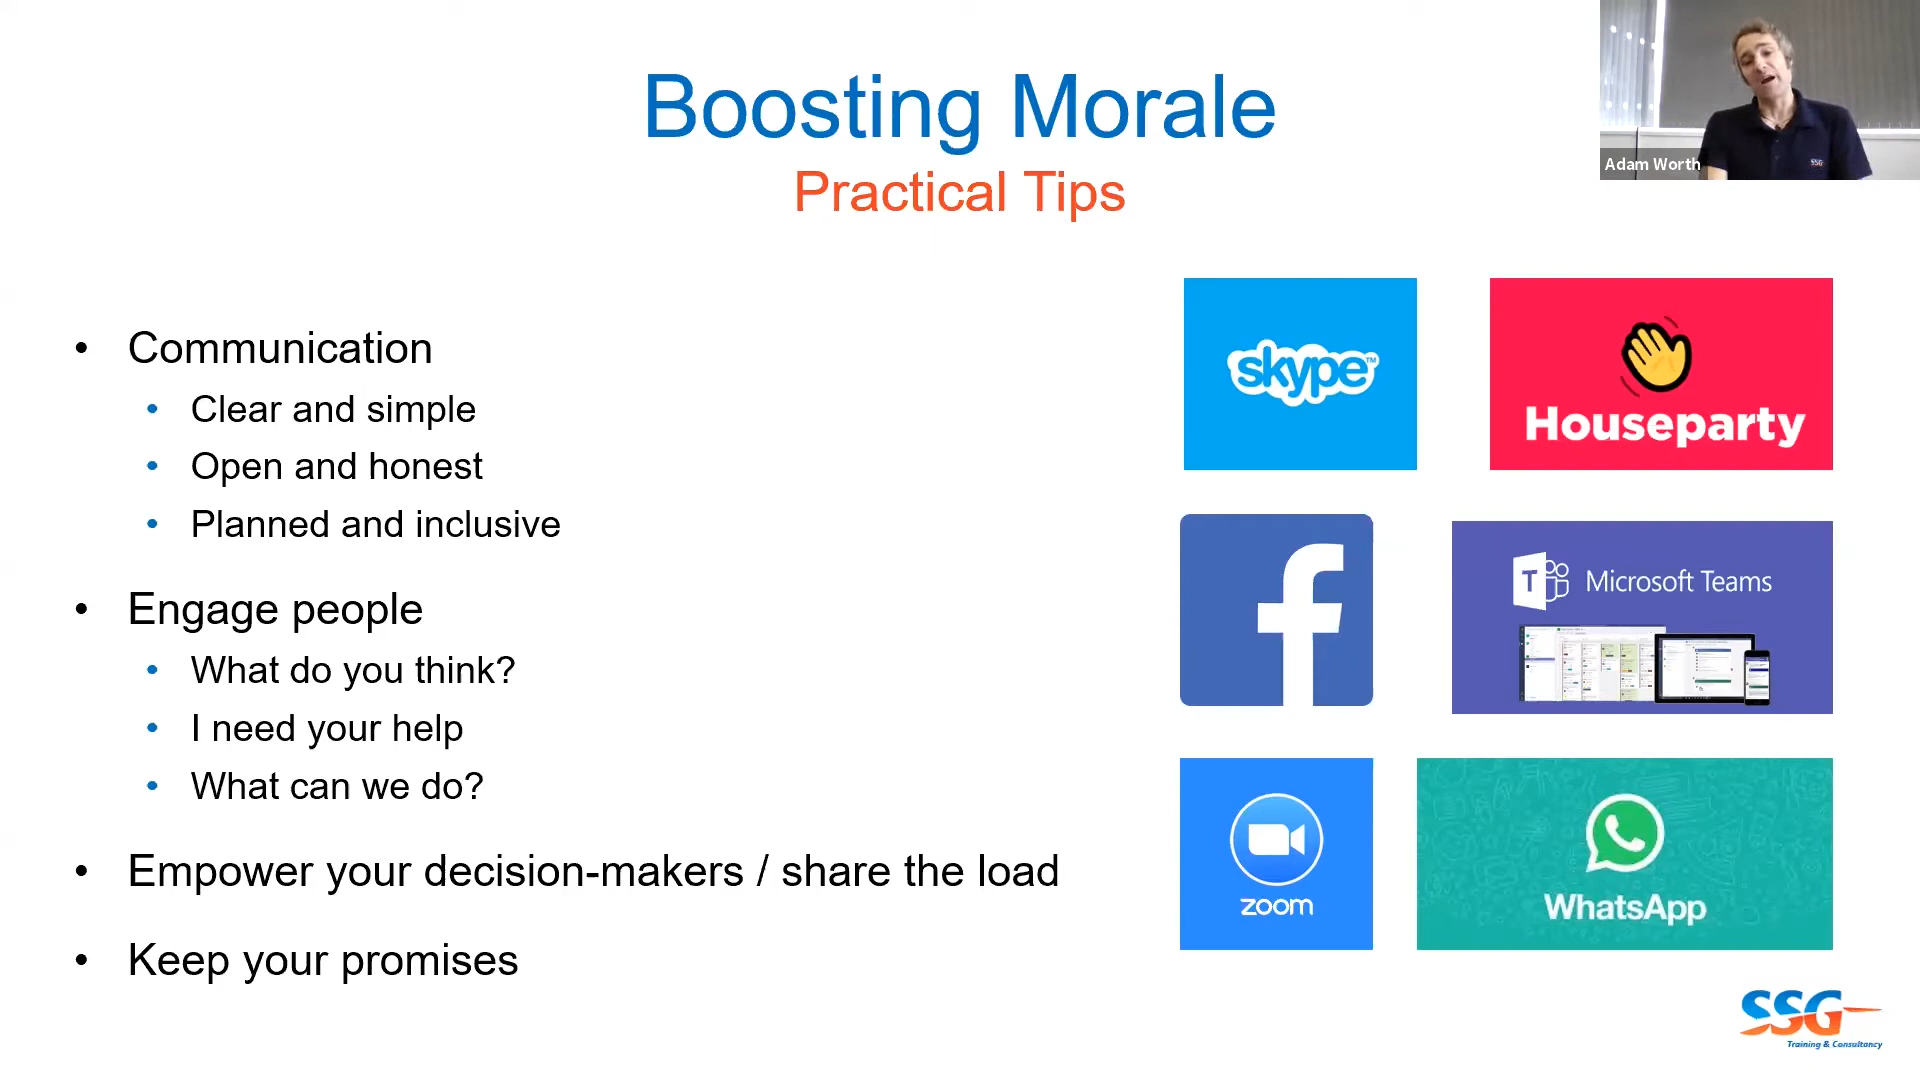 Boosting Morale
Practical Tips
Adam Worth
SSG
• Communication
• Clear and simple
• Open and honest
• Planned and inclusive
• Engage people
• What do you think?
• I need your help
• What can we do?
• Empower your decision-makers / share the load
• Keep your promises
skype™
Houseparty
f
T Microsoft Teams
zoom
WhatsApp
SSG
Training & Consultancy